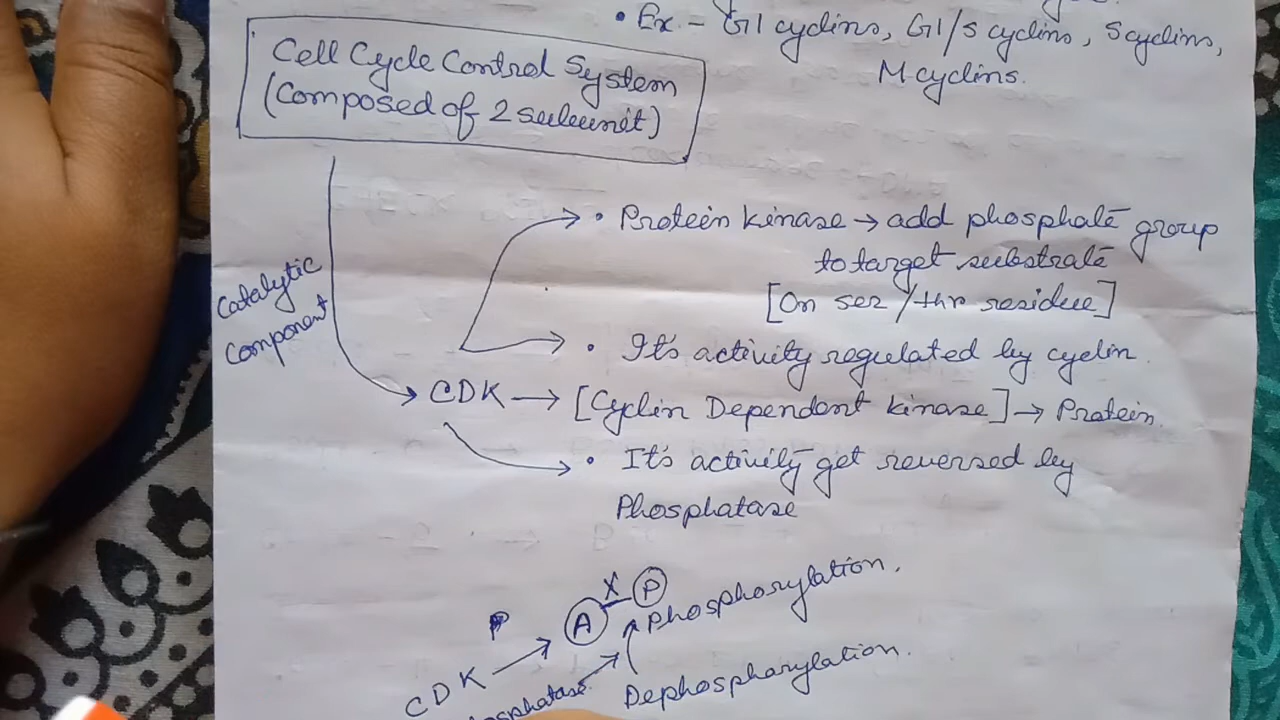 • Ex. - G1 cyclins, G1/s cyclins, S cyclins,
M cyclins.
Cell Cycle Control System
(Composed of 2 subunit)
• Protein kinase → add phosphate group
to target substrate
[On ser/thr residue]
Catalytic
component
• It's activity regulated by cyclin.
CDK → [Cyclin Dependent kinase] → Protein.
• It's activity get reversed by
Phosphatase
X
A - P
P
Phosphorylation.
CDK →
Dephosphorylation.